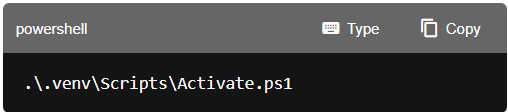 powershell Type Copy
.\.venv\Scripts\Activate.ps1